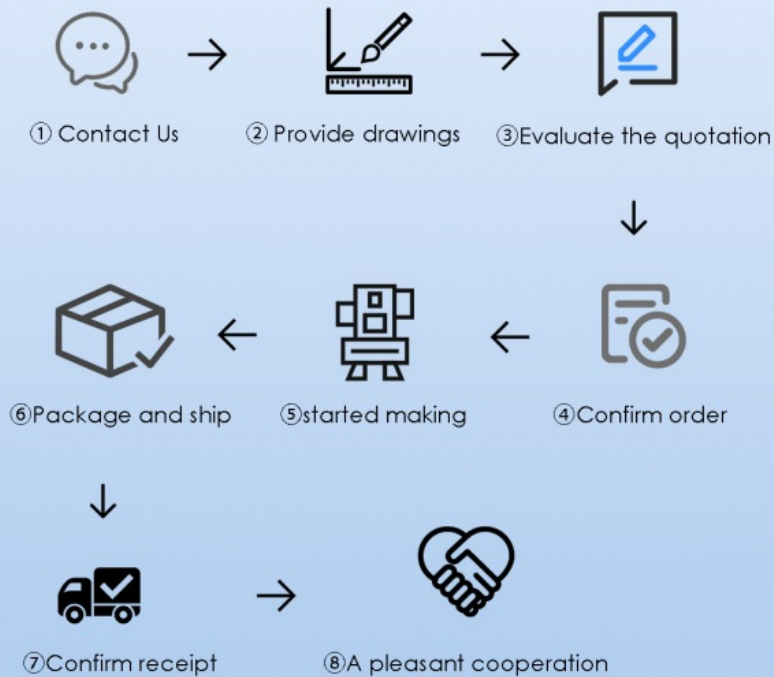 ① Contact Us
② Provide drawings
③Evaluate the quotation
④Confirm order
⑤started making
⑥Package and ship
⑦Confirm receipt
⑧A pleasant cooperation